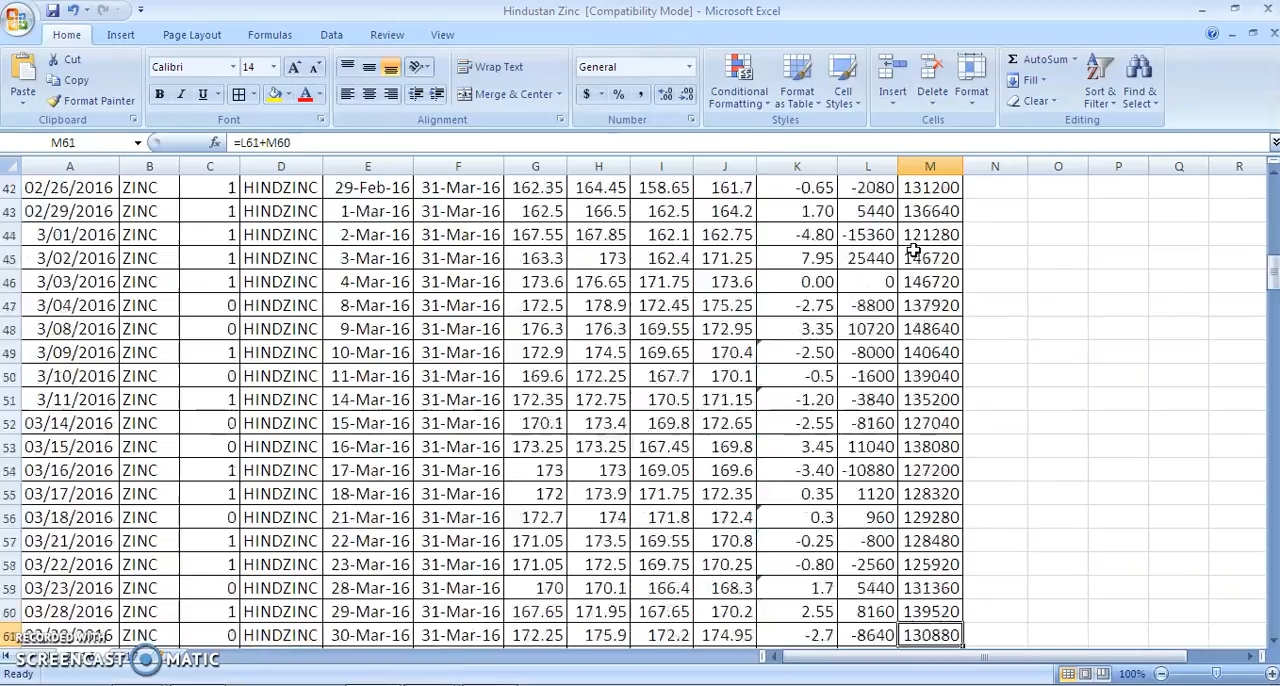 Hindustan Zinc [Compatibility Mode] - Microsoft Excel
Home Insert Page Layout Formulas Data Review View
Paste Cut Copy Format Painter
Calibri 14 A A
B I U A
Wrap Text
Merge & Center
General
$ % ,
Conditional Formatting Format as Table Cell Styles
Insert Delete Format
Σ AutoSum Fill Clear
Sort & Filter Find & Select
Clipboard Font Alignment Number Styles Cells Editing
M61 fx =L61+M60
A B C D E F G H I J K L M N O P Q R
42 02/26/2016 ZINC 1 HINDZINC 29-Feb-16 31-Mar-16 162.35 164.45 158.65 161.7 -0.65 -2080 131200
43 02/29/2016 ZINC 1 HINDZINC 1-Mar-16 31-Mar-16 162.5 166.5 162.5 164.2 1.70 5440 136640
44 3/01/2016 ZINC 1 HINDZINC 2-Mar-16 31-Mar-16 167.55 167.85 162.1 162.75 -4.80 -15360 121280
45 3/02/2016 ZINC 1 HINDZINC 3-Mar-16 31-Mar-16 163.3 173 162.4 171.25 7.95 25440 146720
46 3/03/2016 ZINC 1 HINDZINC 4-Mar-16 31-Mar-16 173.6 176.65 171.75 173.6 0.00 0 146720
47 3/04/2016 ZINC 0 HINDZINC 8-Mar-16 31-Mar-16 172.5 178.9 172.45 175.25 -2.75 -8800 137920
48 3/08/2016 ZINC 0 HINDZINC 9-Mar-16 31-Mar-16 176.3 176.3 169.55 172.95 3.35 10720 148640
49 3/09/2016 ZINC 1 HINDZINC 10-Mar-16 31-Mar-16 172.9 174.5 169.65 170.4 -2.50 -8000 140640
50 3/10/2016 ZINC 0 HINDZINC 11-Mar-16 31-Mar-16 169.6 172.25 167.7 170.1 -0.5 -1600 139040
51 3/11/2016 ZINC 1 HINDZINC 14-Mar-16 31-Mar-16 172.35 172.75 170.5 171.15 -1.20 -3840 135200
52 03/14/2016 ZINC 0 HINDZINC 15-Mar-16 31-Mar-16 170.1 173.4 169.8 172.65 -2.55 -8160 127040
53 03/15/2016 ZINC 0 HINDZINC 16-Mar-16 31-Mar-16 173.25 173.25 167.45 169.8 3.45 11040 138080
54 03/16/2016 ZINC 1 HINDZINC 17-Mar-16 31-Mar-16 173 173 169.05 169.6 -3.40 -10880 127200
55 03/17/2016 ZINC 1 HINDZINC 18-Mar-16 31-Mar-16 172 173.9 171.75 172.35 0.35 1120 128320
56 03/18/2016 ZINC 0 HINDZINC 21-Mar-16 31-Mar-16 172.7 174 171.8 172.4 0.3 960 129280
57 03/21/2016 ZINC 1 HINDZINC 22-Mar-16 31-Mar-16 171.05 173.5 169.55 170.8 -0.25 -800 128480
58 03/22/2016 ZINC 1 HINDZINC 23-Mar-16 31-Mar-16 171.05 172.5 169.75 170.25 -0.80 -2560 125920
59 03/23/2016 ZINC 0 HINDZINC 28-Mar-16 31-Mar-16 170 170.1 166.4 168.3 1.7 5440 131360
60 03/28/2016 ZINC 1 HINDZINC 29-Mar-16 31-Mar-16 167.65 171.95 167.65 170.2 2.55 8160 139520
61 ZINC 0 HINDZINC 30-Mar-16 31-Mar-16 172.25 175.9 172.2 174.95 -2.7 -8640 130880
RECORDED WITH
SCREENCAST MATIC
Ready 100%